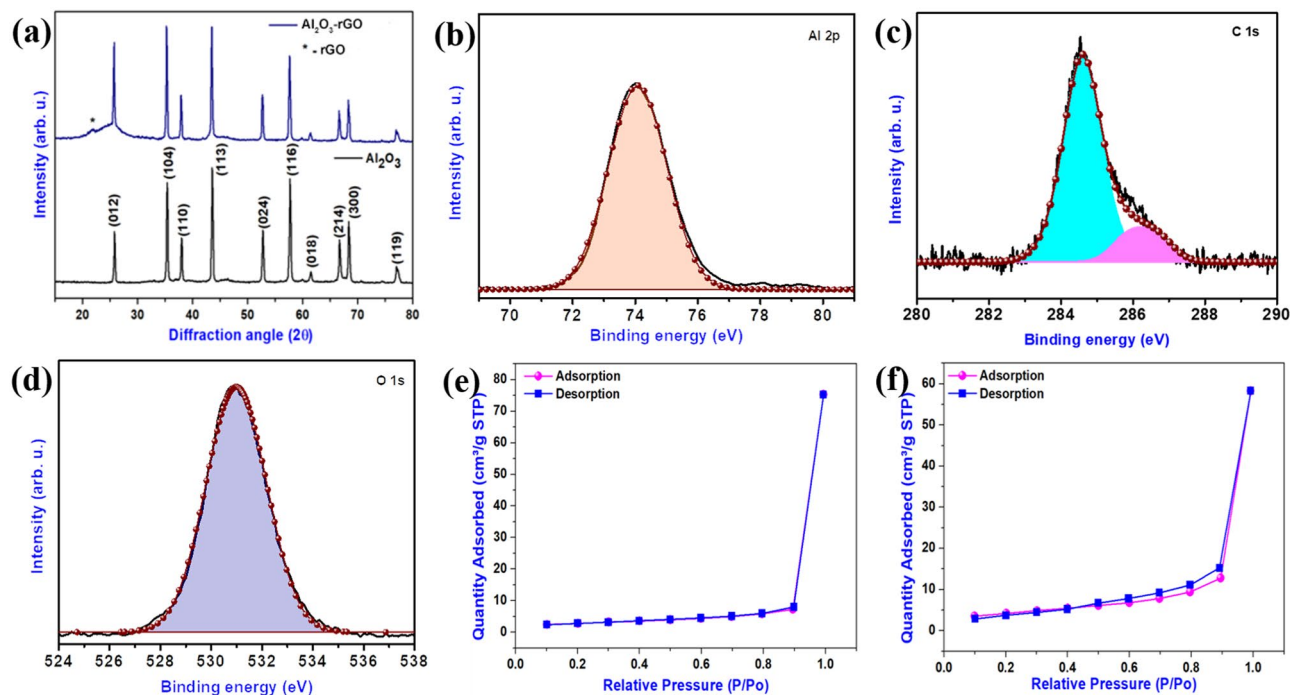 (a)
Al₂O₃-rGO
* - rGO
*
Al₂O₃
(012)
(104)
(110)
(113)
(024)
(116)
(018)
(214)
(300)
(119)
Intensity (arb. u.)
Intensity (arb. u.)
20 30 40 50 60 70 80
Diffraction angle (2θ)
(b)
Al 2p
Intensity (arb. u.)
70 72 74 76 78 80
Binding energy (eV)
(c)
C 1s
Intensity (arb. u.)
280 282 284 286 288 290
Binding energy (eV)
(d)
O 1s
Intensity (arb. u.)
524 526 528 530 532 534 536 538
Binding energy (eV)
(e)
Adsorption
Desorption
Quantity Adsorbed (cm³/g STP)
80
70
60
50
40
30
20
10
0
0.0 0.2 0.4 0.6 0.8 1.0
Relative Pressure (P/Po)
(f)
Adsorption
Desorption
Quantity Adsorbed (cm³/g STP)
60
50
40
30
20
10
0
0.0 0.2 0.4 0.6 0.8 1.0
Relative Pressure (P/Po)